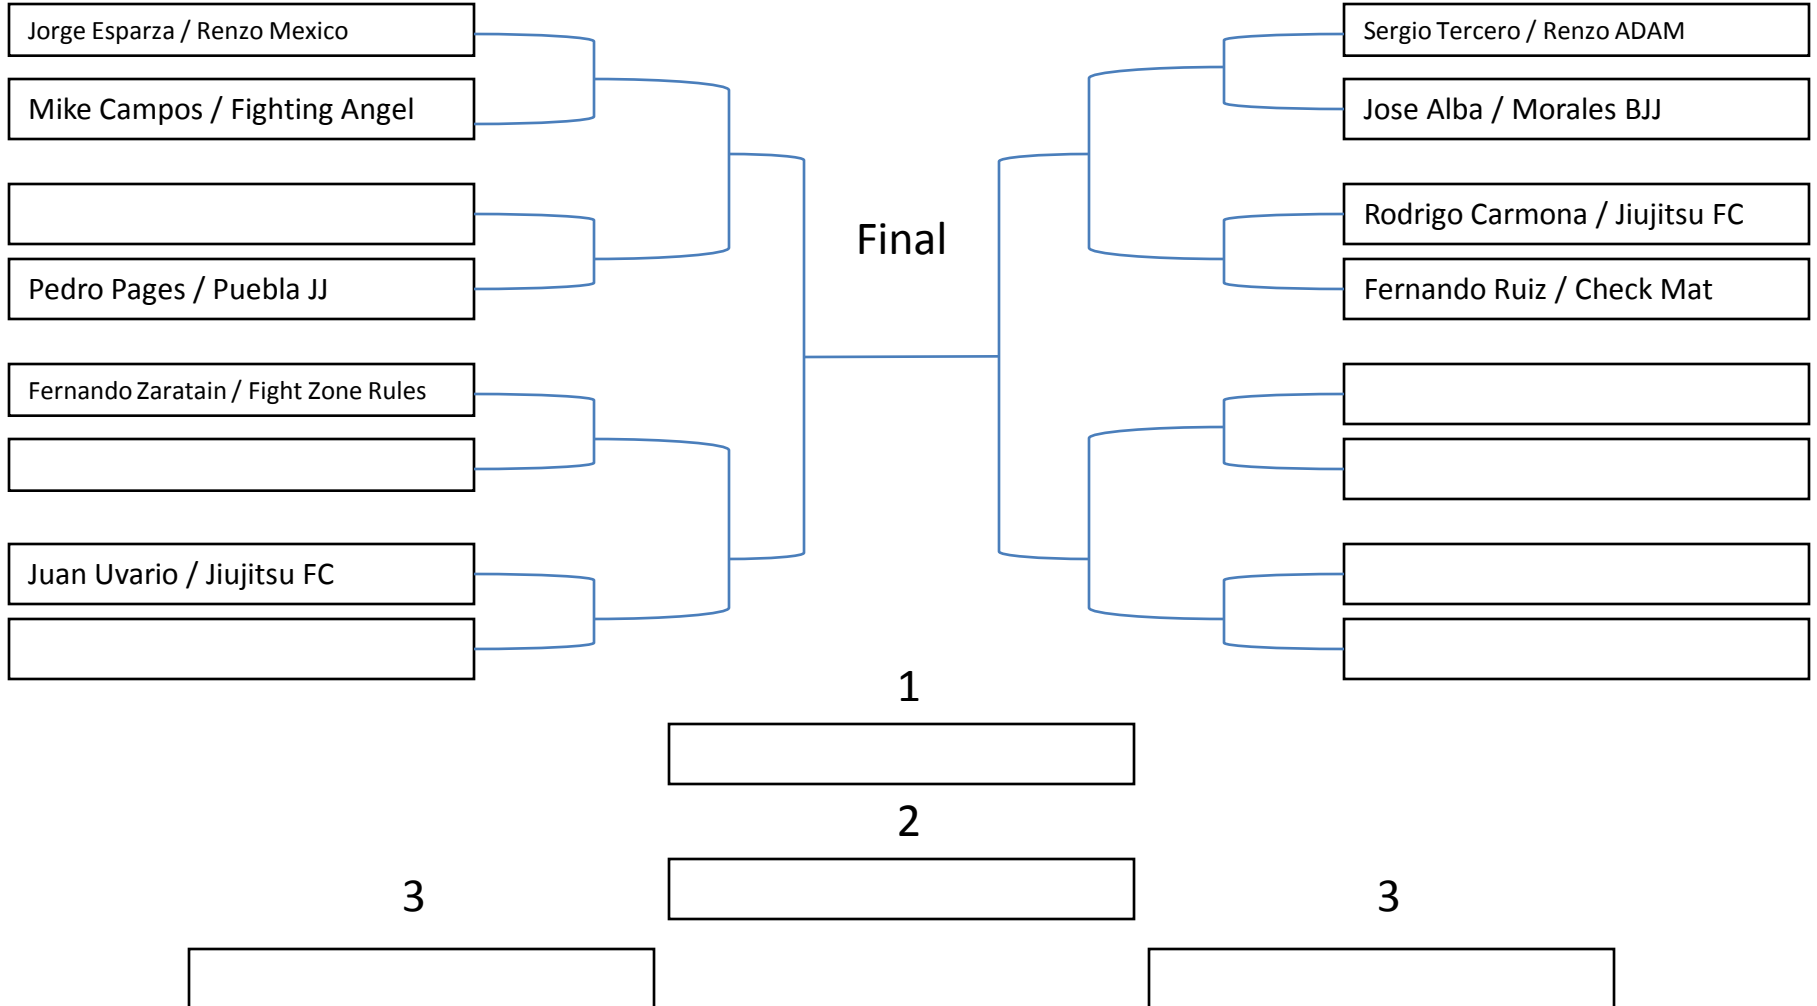 Jorge Esparza / Renzo Mexico
Mike Campos / Fighting Angel
Pedro Pages / Puebla JJ
Fernando Zaratain / Fight Zone Rules
Juan Uvario / Jiujitsu FC
Final
Sergio Tercero / Renzo ADAM
Jose Alba / Morales BJJ
Rodrigo Carmona / Jiujitsu FC
Fernando Ruiz / Check Mat
1
2
3
3